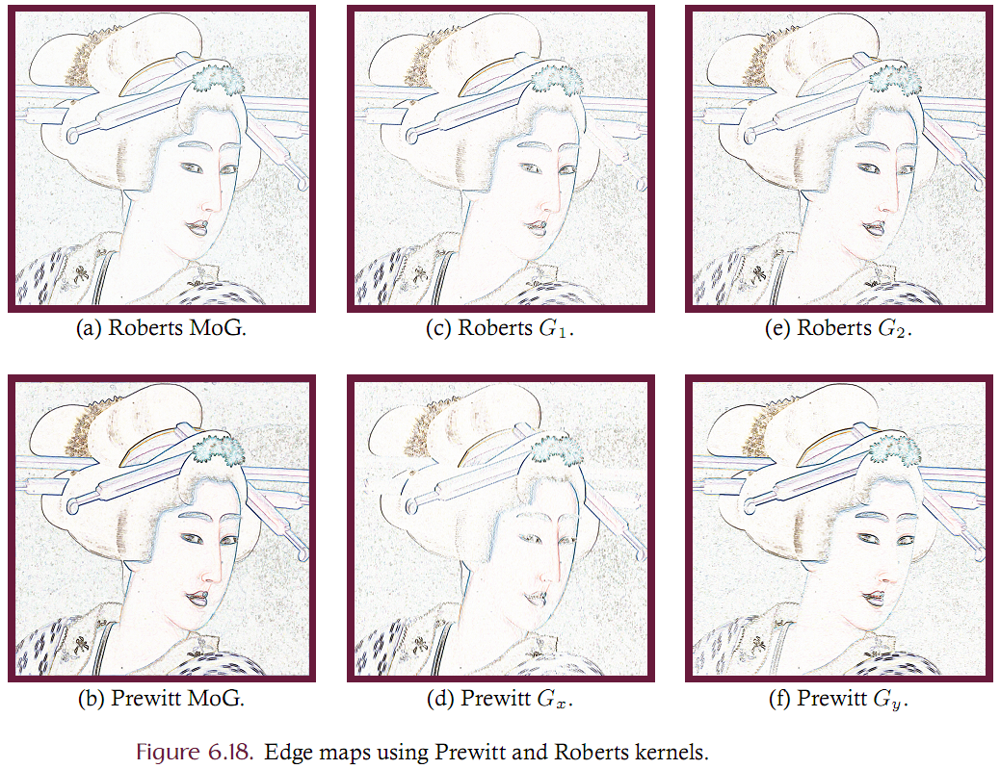 (a) Roberts MoG.
(c) Roberts G₁.
(e) Roberts G₂.
(b) Prewitt MoG.
(d) Prewitt Gₓ.
(f) Prewitt Gᵧ.
Figure 6.18. Edge maps using Prewitt and Roberts kernels.